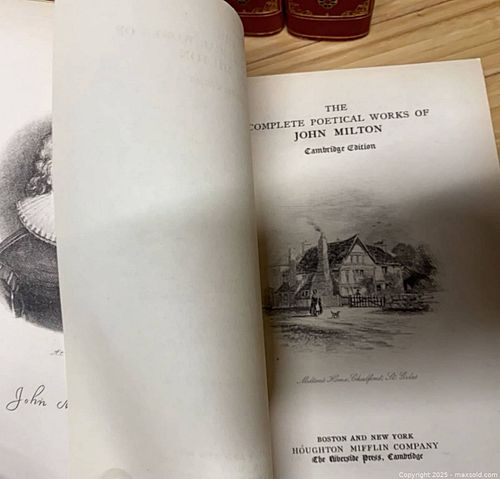 John
THE
COMPLETE POETICAL WORKS OF
JOHN MILTON
Cambridge Edition
Milton's Home, Chalfont, St. Giles
BOSTON AND NEW YORK
HOUGHTON MIFFLIN COMPANY
The Riverside Press, Cambridge
Copyright 2025 - maxsold.com